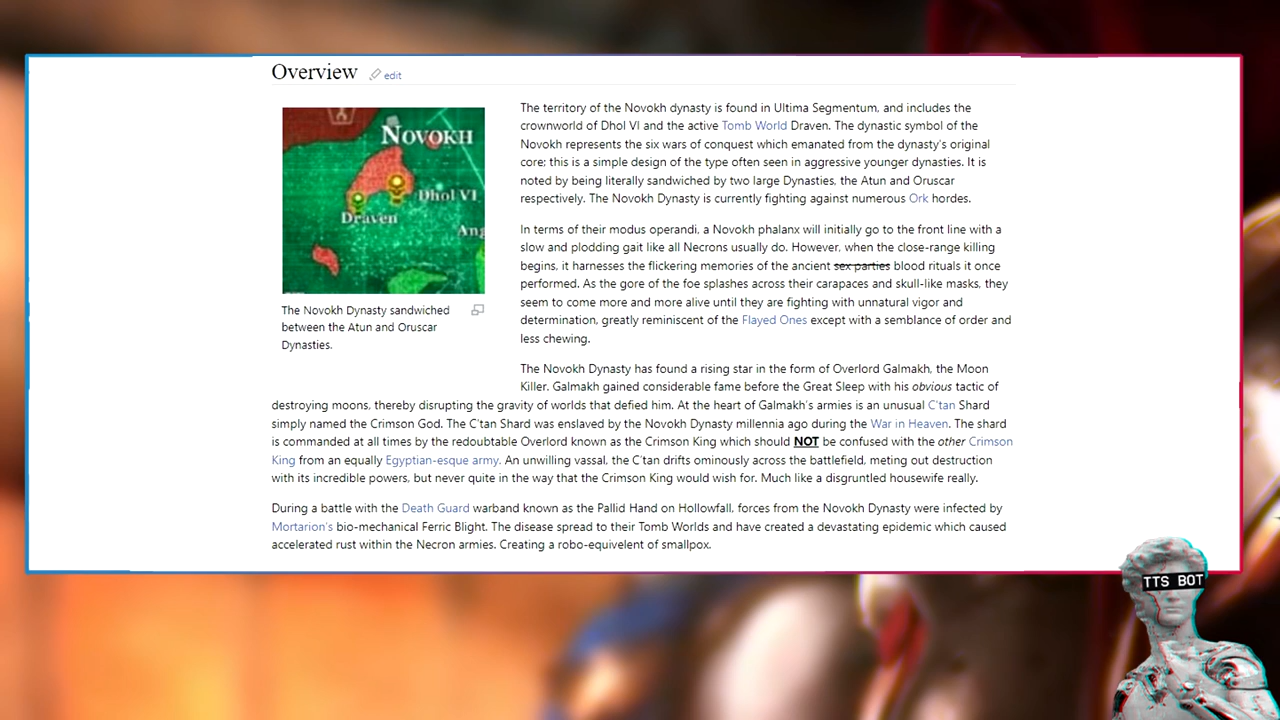 Overview edit
NOVOKH
Dhol VI
Draven
Ang
The Novokh Dynasty sandwiched
between the Atun and Oruscar
Dynasties.
The territory of the Novokh dynasty is found in Ultima Segmentum, and includes the
crownworld of Dhol VI and the active Tomb World Draven. The dynastic symbol of the
Novokh represents the six wars of conquest which emanated from the dynasty's original
core; this is a simple design of the type often seen in aggressive younger dynasties. It is
noted by being literally sandwiched by two large Dynasties, the Atun and Oruscar
respectively. The Novokh Dynasty is currently fighting against numerous Ork hordes.
In terms of their modus operandi, a Novokh phalanx will initially go to the front line with a
slow and plodding gait like all Necrons usually do. However, when the close-range killing
begins, it harnesses the flickering memories of the ancient sex parties blood rituals it once
performed. As the gore of the foe splashes across their carapaces and skull-like masks, they
seem to come more and more alive until they are fighting with unnatural vigor and
determination, greatly reminiscent of the Flayed Ones except with a semblance of order and
less chewing.
The Novokh Dynasty has found a rising star in the form of Overlord Galmakh, the Moon
Killer. Galmakh gained considerable fame before the Great Sleep with his obvious tactic of
destroying moons, thereby disrupting the gravity of worlds that defied him. At the heart of Galmakh's armies is an unusual C'tan Shard
simply named the Crimson God. The C'tan Shard was enslaved by the Novokh Dynasty millennia ago during the War in Heaven. The shard
is commanded at all times by the redoubtable Overlord known as the Crimson King which should NOT be confused with the other Crimson
King from an equally Egyptian-esque army. An unwilling vassal, the C'tan drifts ominously across the battlefield, meting out destruction
with its incredible powers, but never quite in the way that the Crimson King would wish for. Much like a disgruntled housewife really.
During a battle with the Death Guard warband known as the Pallid Hand on Hollowfall, forces from the Novokh Dynasty were infected by
Mortarion's bio-mechanical Ferric Blight. The disease spread to their Tomb Worlds and have created a devastating epidemic which caused
accelerated rust within the Necron armies. Creating a robo-equivelent of smallpox.
TTS BOT